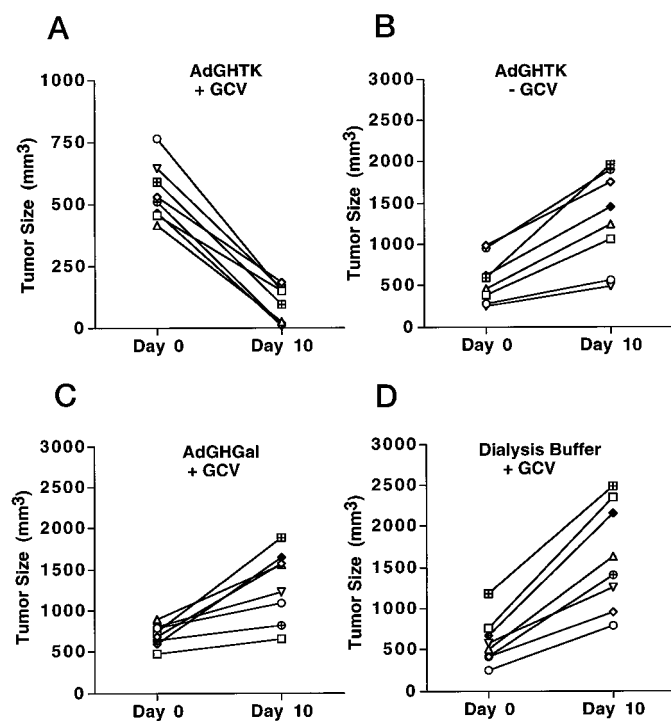 A
AdGHTK
+ GCV
Tumor Size (mm³)
1000
750
500
250
0
Day 0 Day 10
B
AdGHTK
- GCV
Tumor Size (mm³)
3000
2500
2000
1500
1000
500
0
Day 0 Day 10
C
AdGHGal
+ GCV
Tumor Size (mm³)
3000
2500
2000
1500
1000
500
0
Day 0 Day 10
D
Dialysis Buffer
+ GCV
Tumor Size (mm³)
3000
2500
2000
1500
1000
500
0
Day 0 Day 10